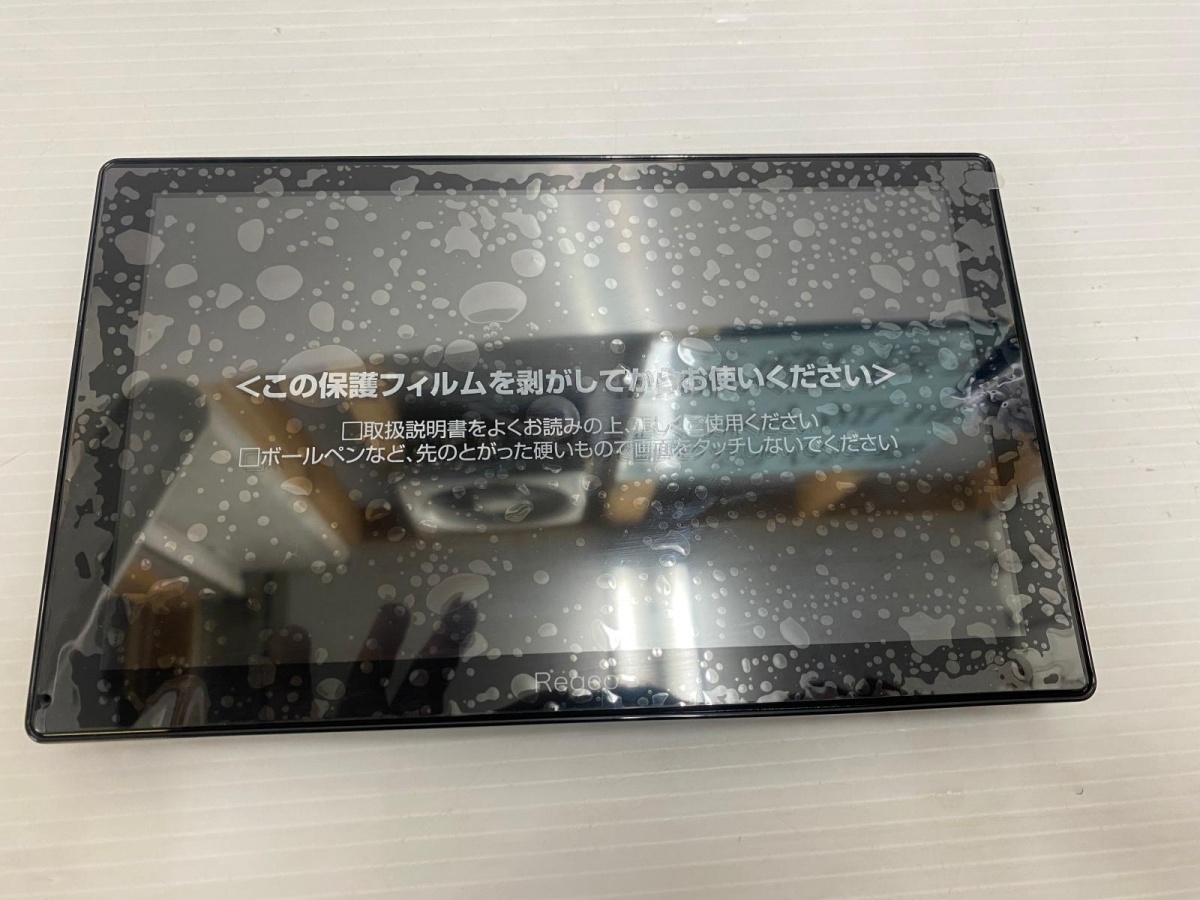 <この保護フィルムを剥がしてからお使いください>
□取扱説明書をよくお読みの上、正しくご使用ください
□ボールペンなど、先のとがった硬いもので画面をタッチしないでください